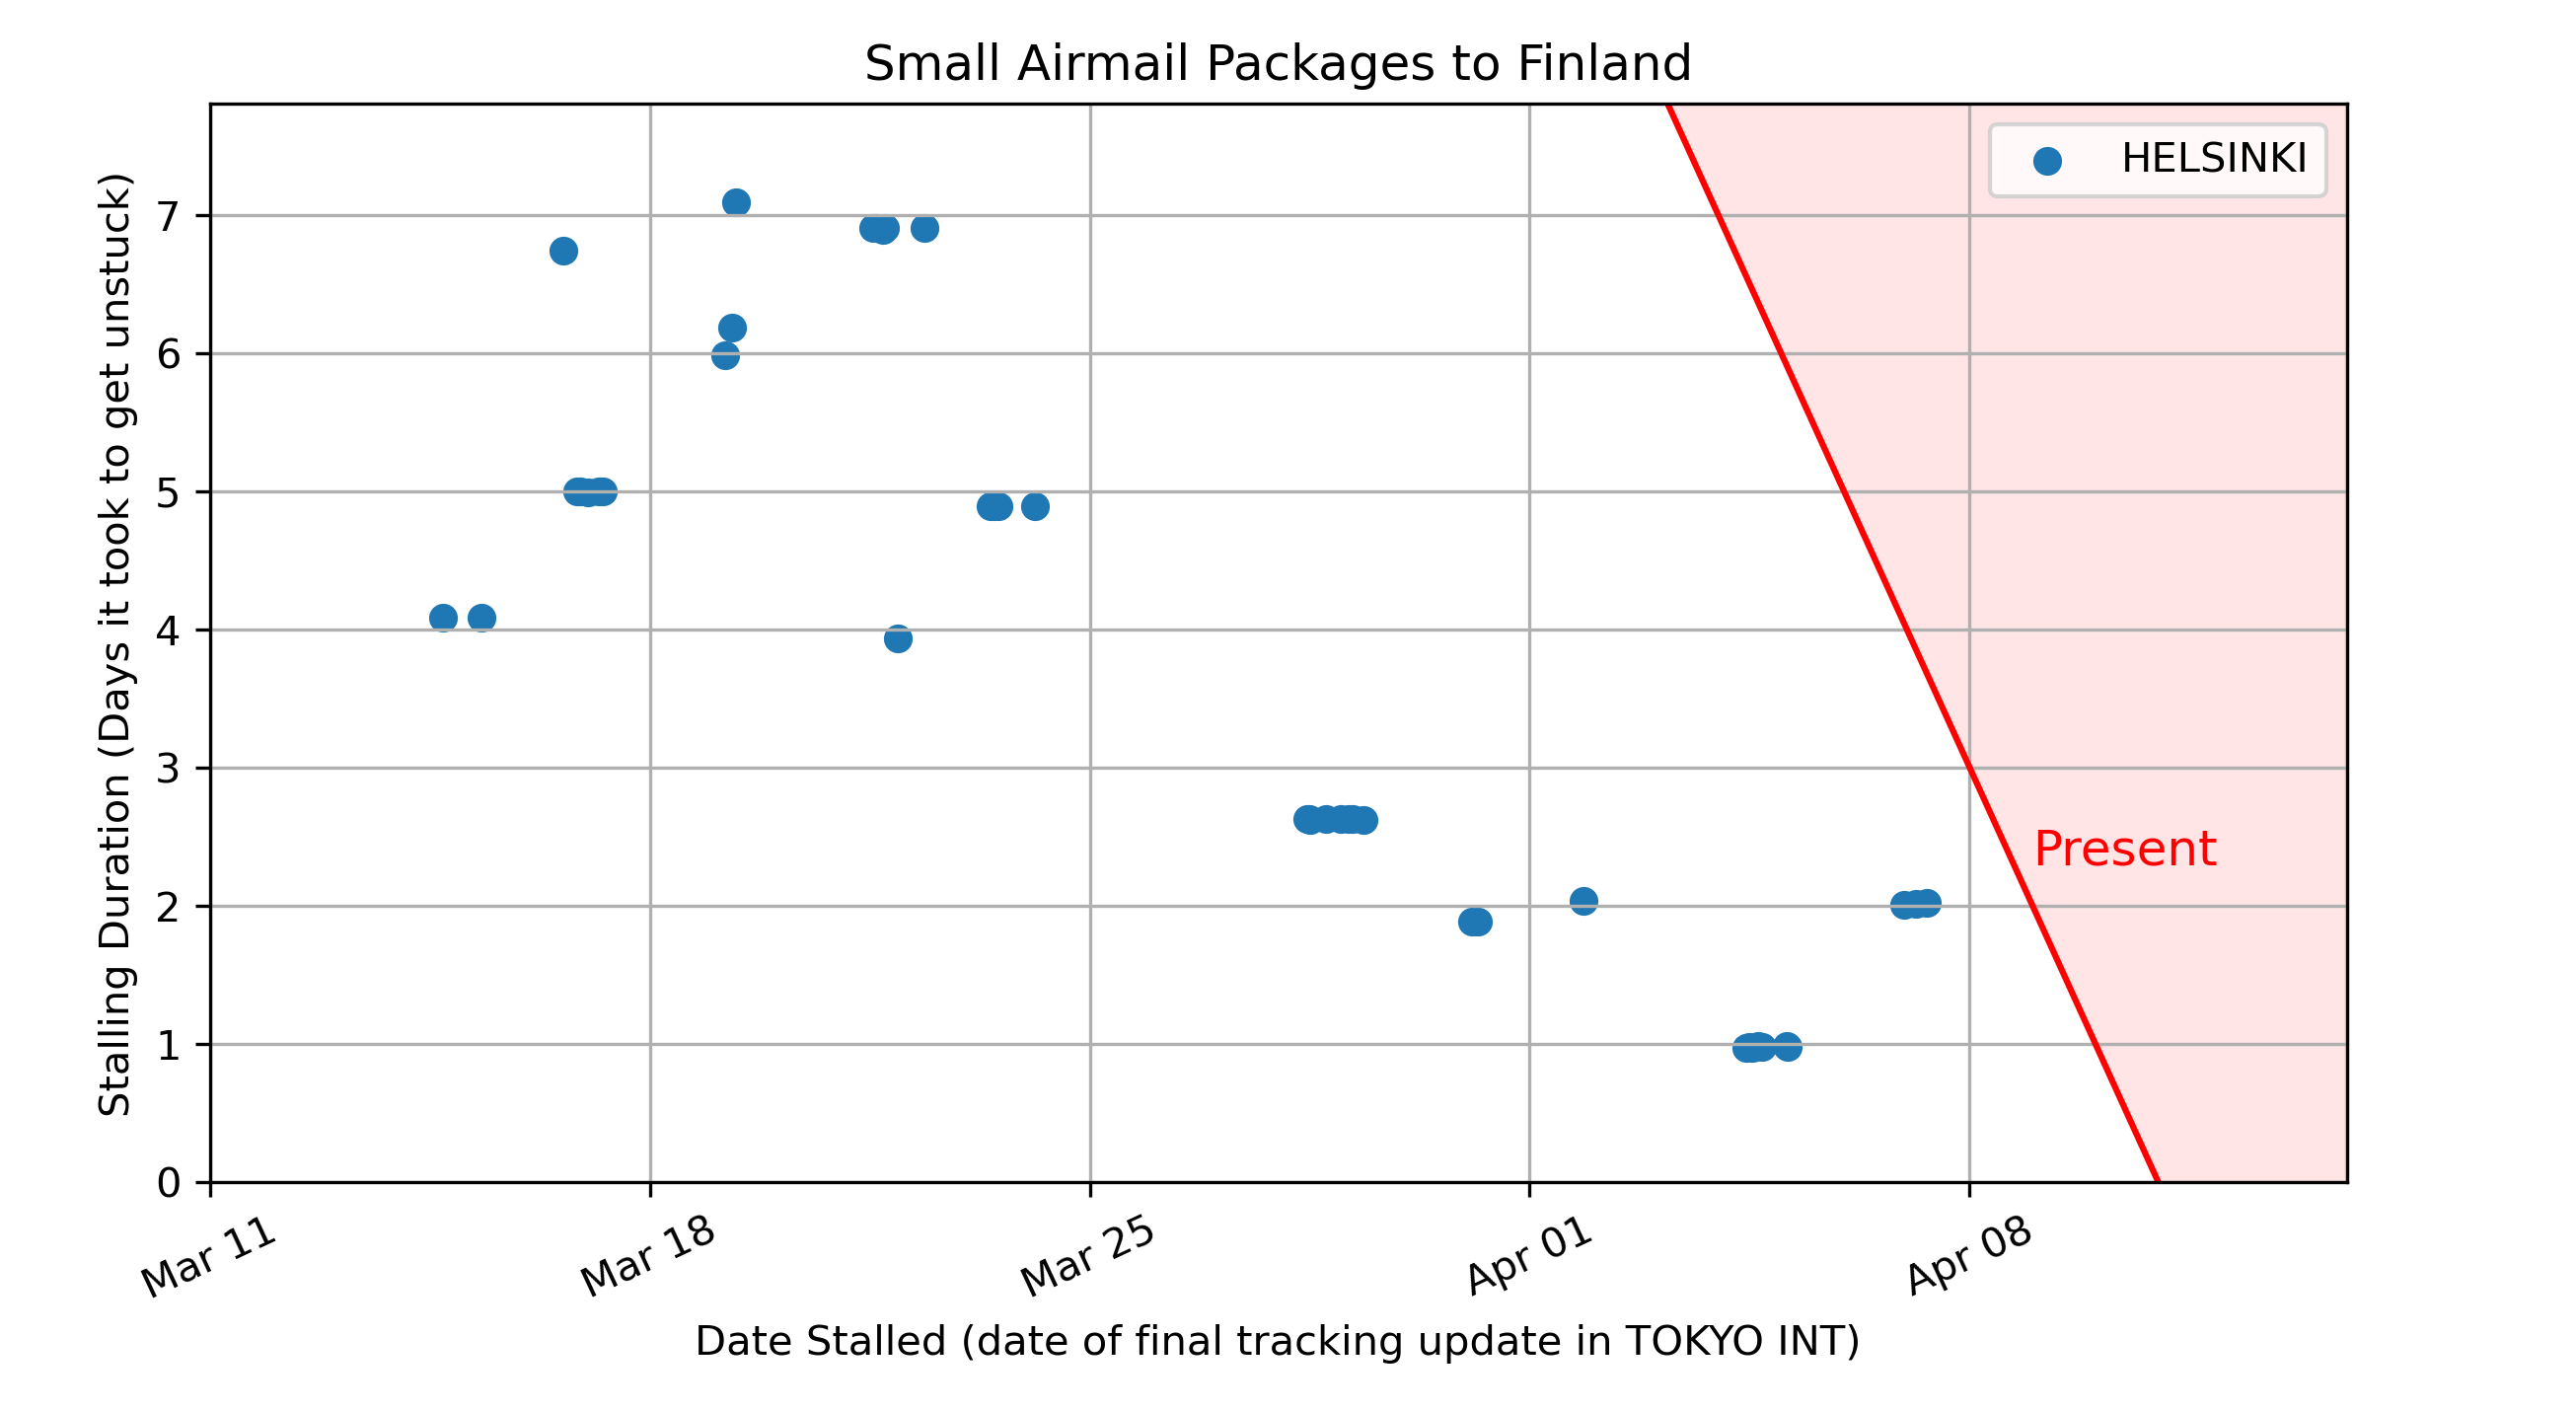 Small Airmail Packages to Finland
HELSINKI
Stalling Duration (Days it took to get unstuck)
7
6
5
4
3
2
1
0
Present
Mar 11
Mar 18
Mar 25
Apr 01
Apr 08
Date Stalled (date of final tracking update in TOKYO INT)